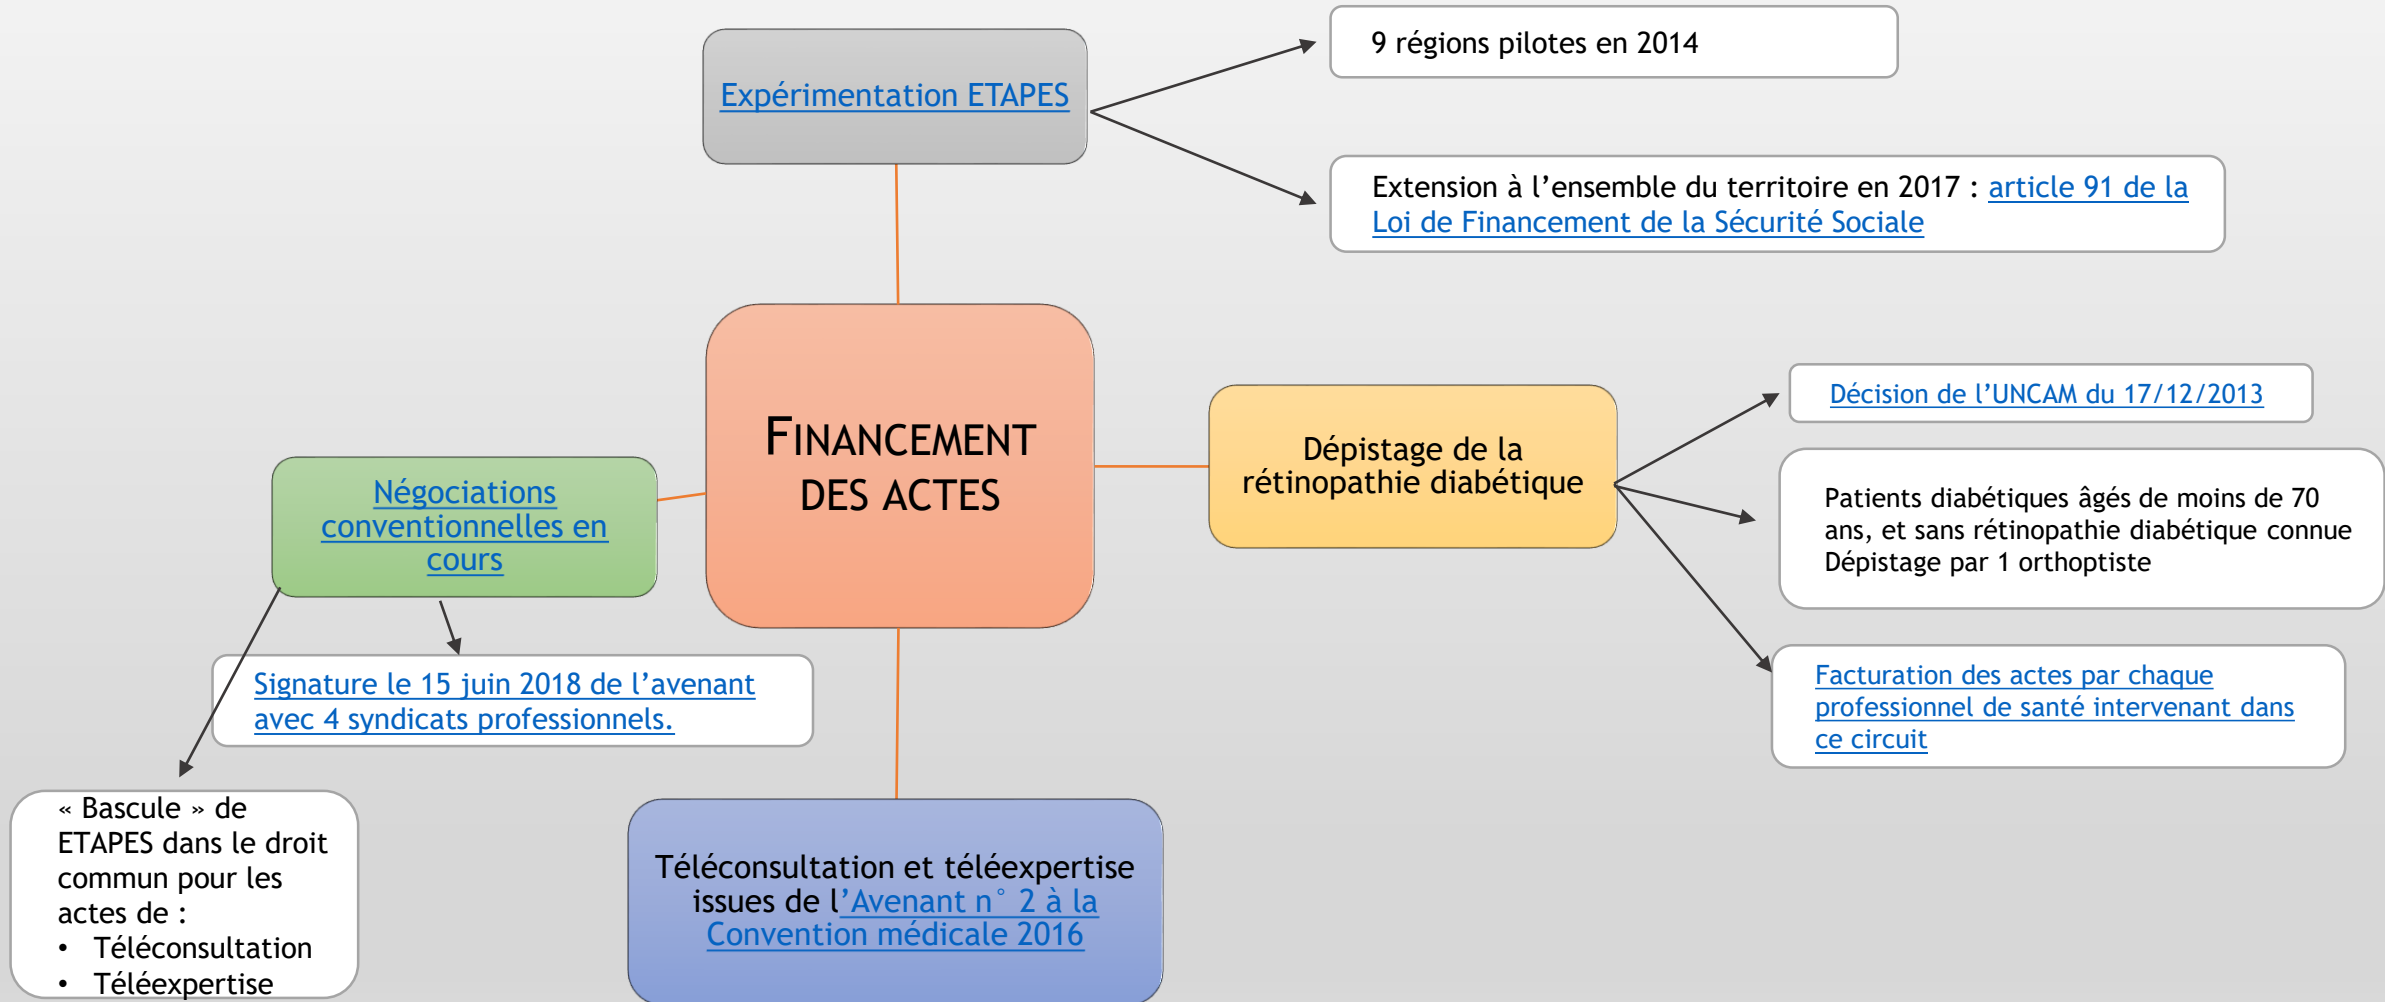 9 régions pilotes en 2014
Expérimentation ETAPES
Extension à l’ensemble du territoire en 2017 : article 91 de la
Loi de Financement de la Sécurité Sociale
FINANCEMENT
DES ACTES
Dépistage de la
rétinopathie diabétique
Décision de l’UNCAM du 17/12/2013
Patients diabétiques âgés de moins de 70
ans, et sans rétinopathie diabétique connue
Dépistage par 1 orthoptiste
Facturation des actes par chaque
professionnel de santé intervenant dans
ce circuit
Négociations
conventionnelles en
cours
Signature le 15 juin 2018 de l’avenant
avec 4 syndicats professionnels.
« Bascule » de
ETAPES dans le droit
commun pour les
actes de :
• Téléconsultation
• Téléexpertise
Téléconsultation et téléexpertise
issues de l’Avenant n° 2 à la
Convention médicale 2016